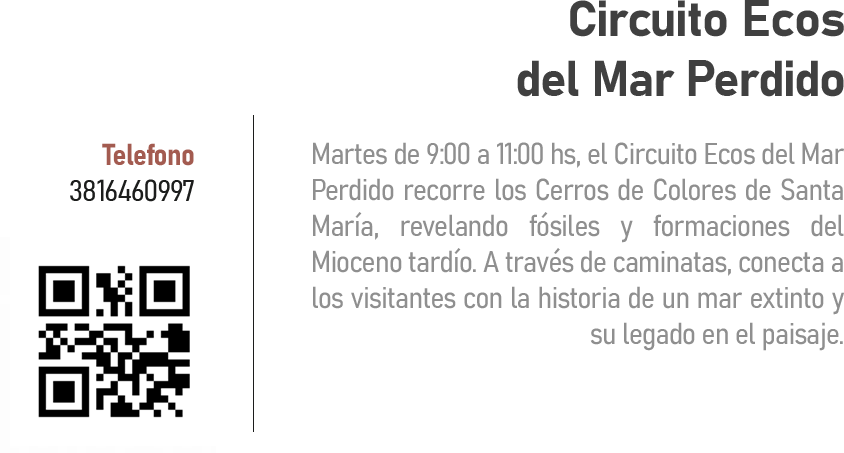 Circuito Ecos
del Mar Perdido
Telefono
3816460997
Martes de 9:00 a 11:00 hs, el Circuito Ecos del Mar
Perdido recorre los Cerros de Colores de Santa
María, revelando fósiles y formaciones del
Mioceno tardío. A través de caminatas, conecta a
los visitantes con la historia de un mar extinto y
su legado en el paisaje.